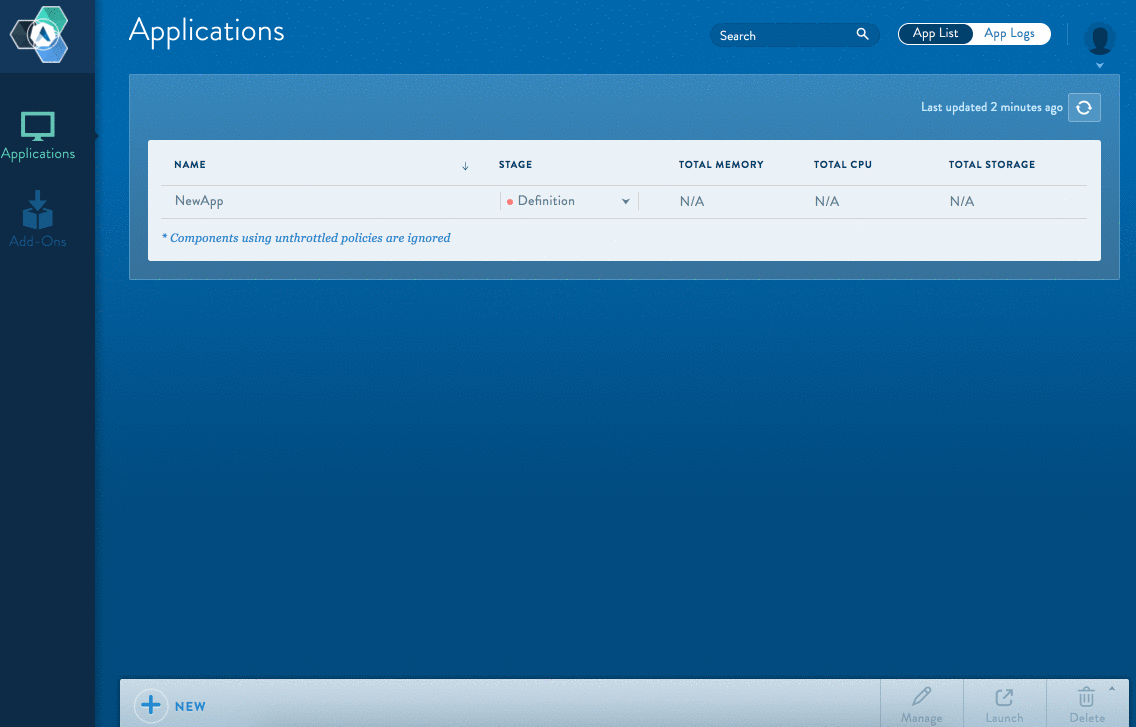 Applications
Search
App List
App Logs
Applications
Add-Ons
Last updated 2 minutes ago
NAME ↓ STAGE TOTAL MEMORY TOTAL CPU TOTAL STORAGE
NewApp Definition N/A N/A N/A
* Components using unthrottled policies are ignored
NEW
Manage
Launch
Delete